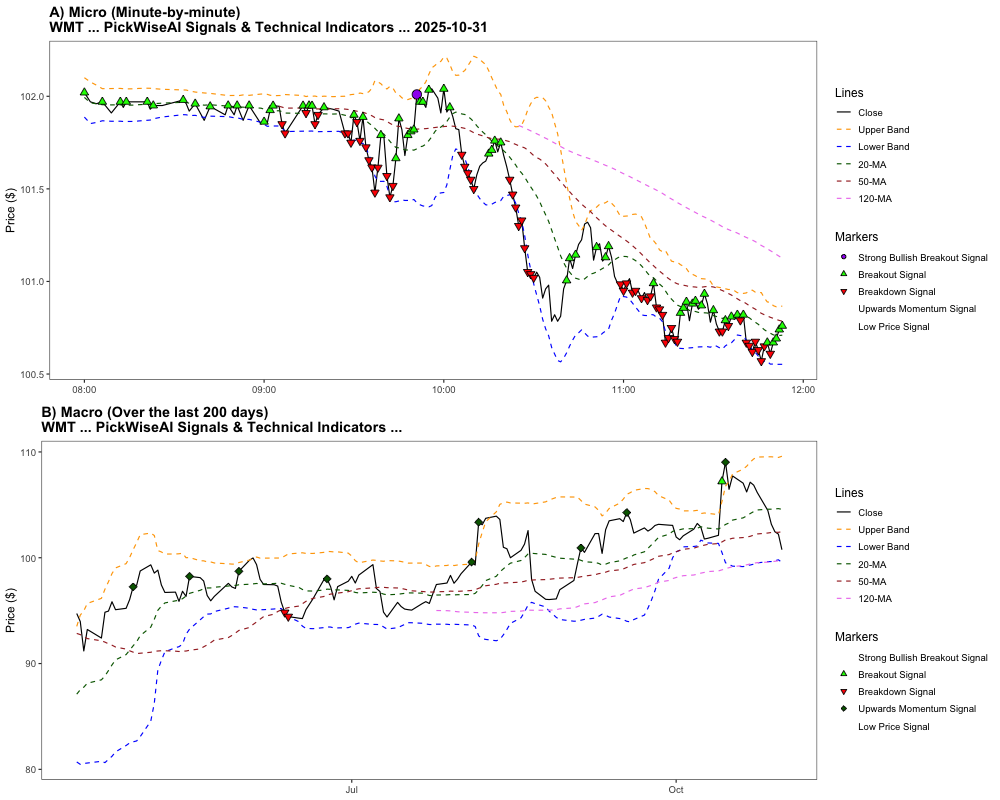 A) Micro (Minute-by-minute)
WMT ... PickWiseAI Signals & Technical Indicators ... 2025-10-31
Price ($)
102.0
101.5
101.0
100.5
08:00
09:00
10:00
11:00
12:00
Lines
Close
Upper Band
Lower Band
20-MA
50-MA
120-MA
Markers
Strong Bullish Breakout Signal
Breakout Signal
Breakdown Signal
Upwards Momentum Signal
Low Price Signal
B) Macro (Over the last 200 days)
WMT ... PickWiseAI Signals & Technical Indicators ...
Price ($)
110
100
90
80
Jul
Oct
Lines
Close
Upper Band
Lower Band
20-MA
50-MA
120-MA
Markers
Strong Bullish Breakout Signal
Breakout Signal
Breakdown Signal
Upwards Momentum Signal
Low Price Signal